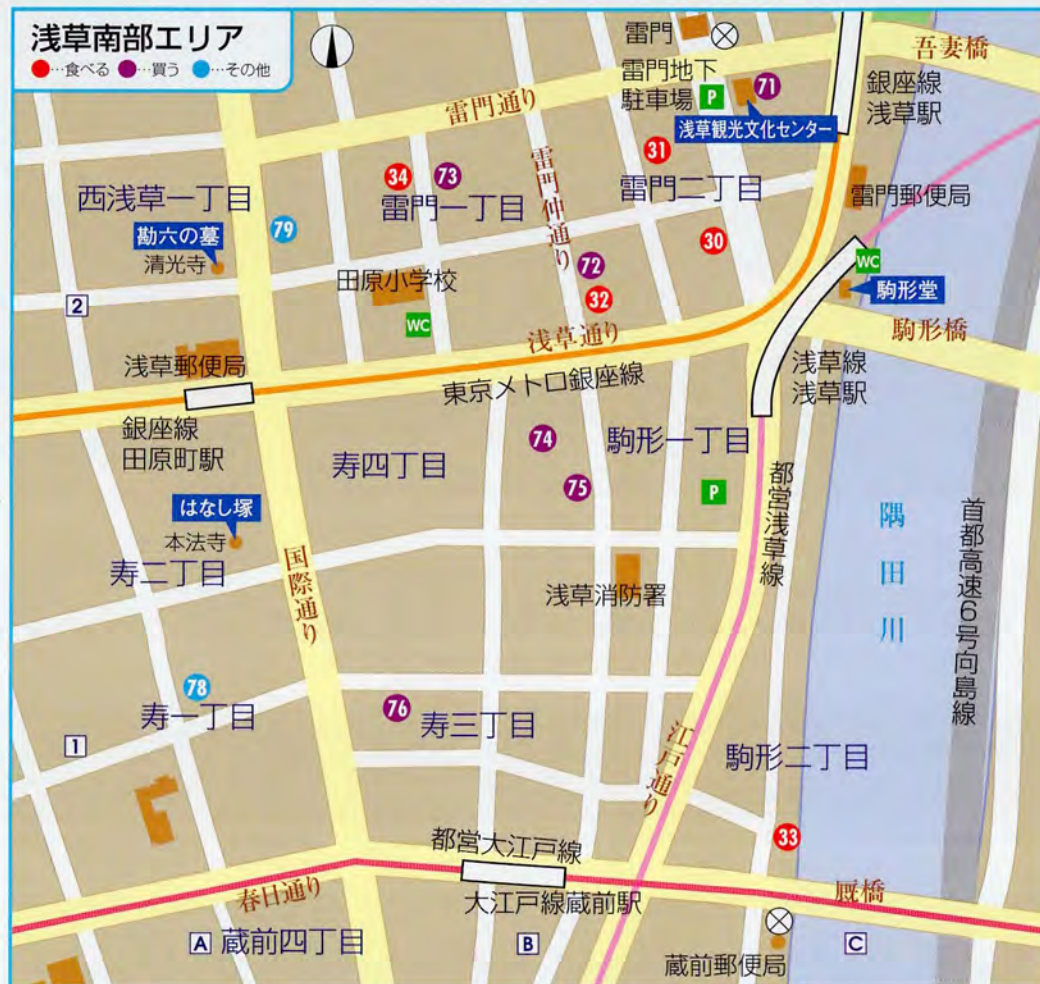 浅草南部エリア
●…食べる ●…買う ●…その他
雷門
吾妻橋
雷門地下
駐車場
P
71
浅草観光文化センター
銀座線
浅草駅
雷門通り
雷門仲通り
31
34
73
雷門一丁目
雷門二丁目
雷門郵便局
西浅草一丁目
79
勘六の墓
清光寺
30
WC
駒形堂
72
32
田原小学校
WC
2
浅草通り
駒形橋
浅草郵便局
東京メトロ銀座線
浅草線
浅草駅
銀座線
田原町駅
寿四丁目
74
駒形一丁目
75
P
都営浅草線
はなし塚
本法寺
寿二丁目
国際通り
浅草消防署
隅田川
首都高速6号向島線
78
寿一丁目
76
寿三丁目
1
江戸通り
駒形二丁目
33
都営大江戸線
春日通り
大江戸線蔵前駅
厩橋
A
蔵前四丁目
B
C
蔵前郵便局